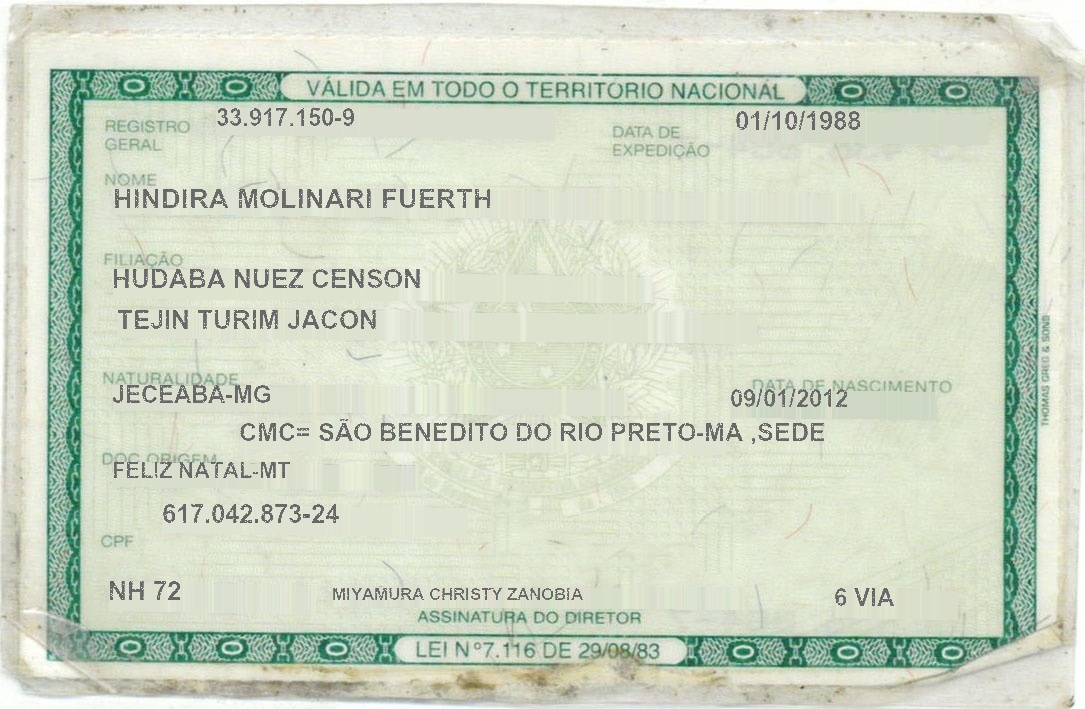 VÁLIDA EM TODO O TERRITORIO NACIONAL
REGISTRO GERAL 33.917.150-9 DATA DE EXPEDIÇÃO 01/10/1988
NOME
HINDIRA MOLINARI FUERTH
FILIAÇÃO
HUDABA NUEZ CENSON
TEJIN TURIM JACON
NATURALIDADE DATA DE NASCIMENTO
JECEABA-MG 09/01/2012
CMC= SÃO BENEDITO DO RIO PRETO-MA ,SEDE
DOC ORIGEM
FELIZ NATAL-MT
617.042.873-24
CPF
NH 72 MIYAMURA CHRISTY ZANOBIA 6 VIA
ASSINATURA DO DIRETOR
LEI Nº7.116 DE 29/08/83
THOMAS GREG & SONS